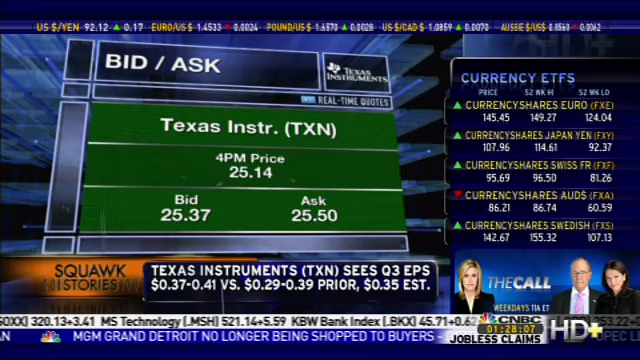 US $/YEN 92.12 0.17 EURO/US $ 1.4533 0.0024 POUND/US $ 1.6570 0.0028 US $/CAD $ 1.0859 0.0070 AUSSIE $/US$ 0.8560 0.0062
HD+
BID / ASK
TEXAS INSTRUMENTS
REAL-TIME QUOTES
Texas Instr. (TXN)
4PM Price
25.14
Bid Ask
25.37 25.50
CURRENCY ETFS
PRICE 52 WK HI 52 WK LO
CURRENCYSHARES EURO (FXE)
145.45 149.27 124.04
CURRENCYSHARES JAPAN YEN (FXY)
107.96 114.61 92.37
CURRENCYSHARES SWISS FR (FXF)
95.69 96.50 81.26
CURRENCYSHARES AUD$ (FXA)
86.21 86.74 60.59
CURRENCYSHARES SWEDISH (FXS)
142.67 155.32 107.13
SQUAWK
STORIES
TEXAS INSTRUMENTS (TXN) SEES Q3 EPS
$0.37-0.41 VS. $0.29-0.39 PRIOR, $0.35 EST.
THE CALL
WEEKDAYS 11A ET
SOXX] 320.13+3.41 MS Technology [.MSH] 521.14+5.59 KBW Bank Index [.BKX] 45.71+0.62
CNBC
01:28:07
HD+
AN MGM GRAND DETROIT NO LONGER BEING SHOPPED TO BUYERS -
JOBLESS CLAIMS